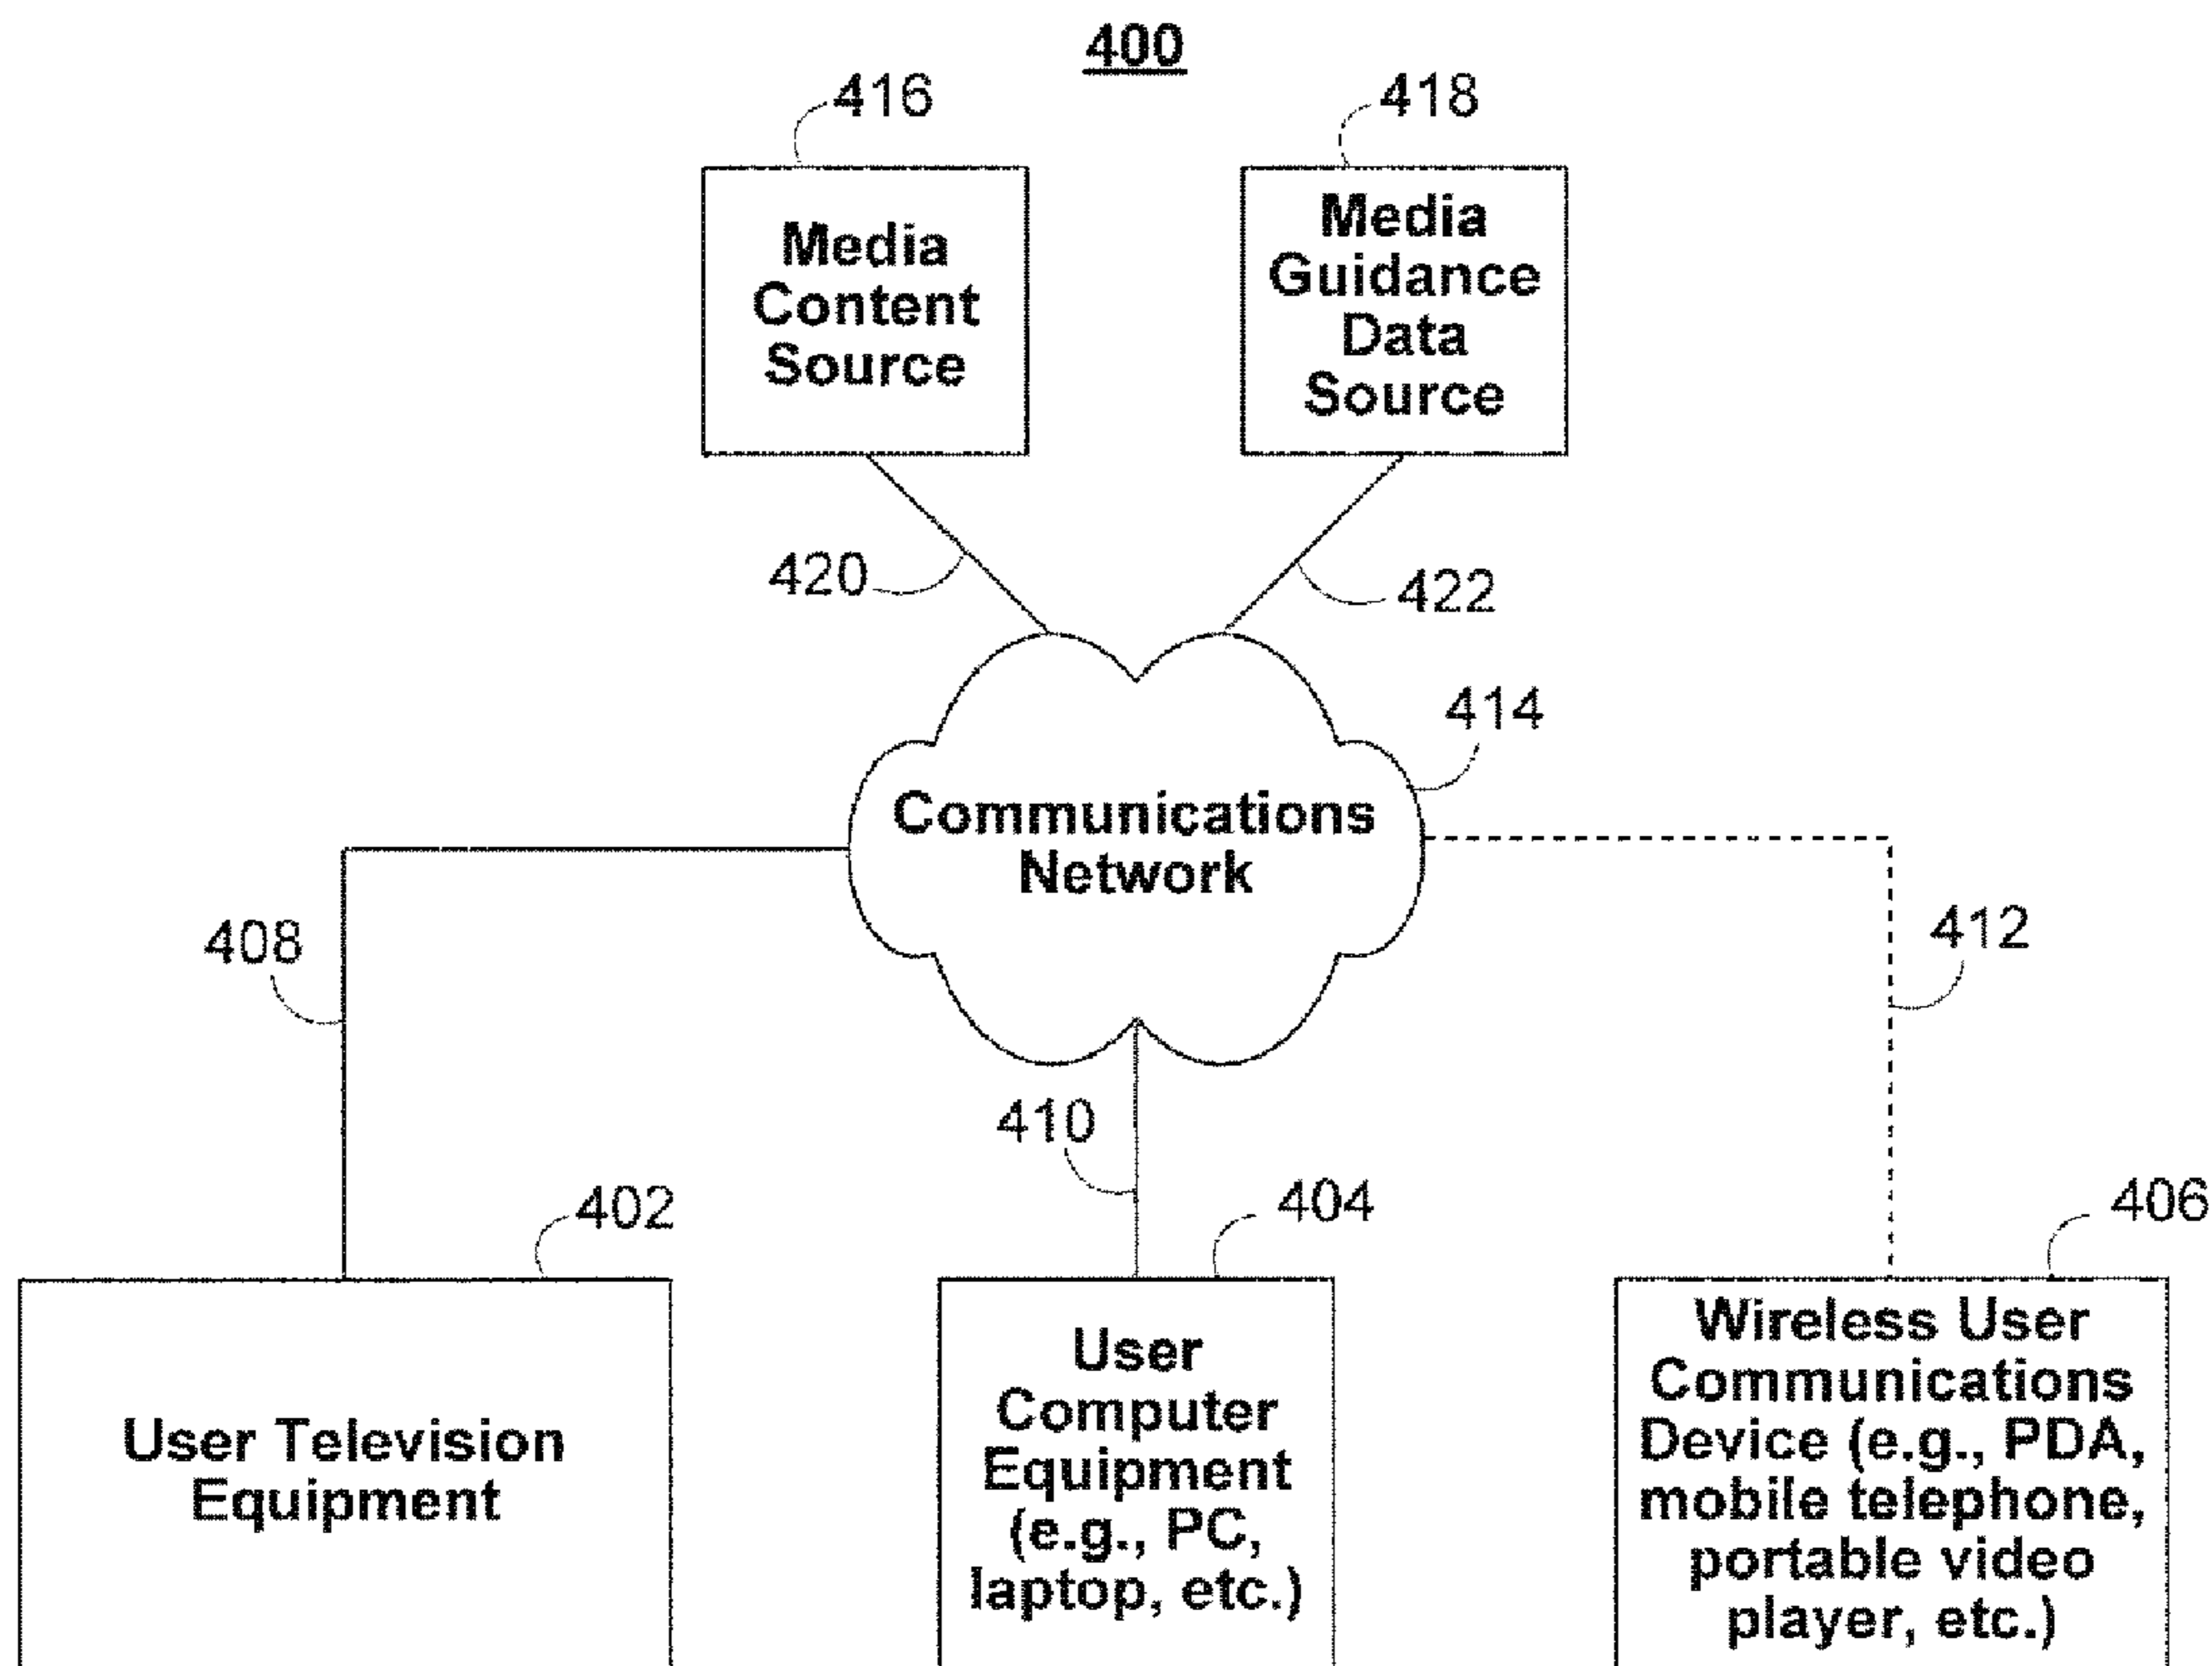 400
416
418
Media
Content
Source
Media
Guidance
Data
Source
420
422
414
Communications
Network
408
412
410
402
404
406
User Television
Equipment
User
Computer
Equipment
(e.g., PC,
laptop, etc.)
Wireless User
Communications
Device (e.g., PDA,
mobile telephone,
portable video
player, etc.)